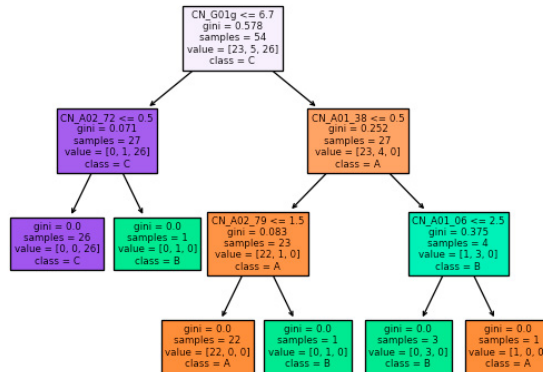 CN_G01g <= 6.7
gini = 0.578
samples = 54
value = [23, 5, 26]
class = C
CN_A02_72 <= 0.5
gini = 0.071
samples = 27
value = [0, 1, 26]
class = C
CN_A01_38 <= 0.5
gini = 0.252
samples = 27
value = [23, 4, 0]
class = A
gini = 0.0
samples = 26
value = [0, 0, 26]
class = C
gini = 0.0
samples = 1
value = [0, 1, 0]
class = B
CN_A02_79 <= 1.5
gini = 0.083
samples = 23
value = [22, 1, 0]
class = A
CN_A01_06 <= 2.5
gini = 0.375
samples = 4
value = [1, 3, 0]
class = B
gini = 0.0
samples = 22
value = [22, 0, 0]
class = A
gini = 0.0
samples = 1
value = [0, 1, 0]
class = B
gini = 0.0
samples = 3
value = [0, 3, 0]
class = B
gini = 0.0
samples = 1
value = [1, 0, 0]
class = A